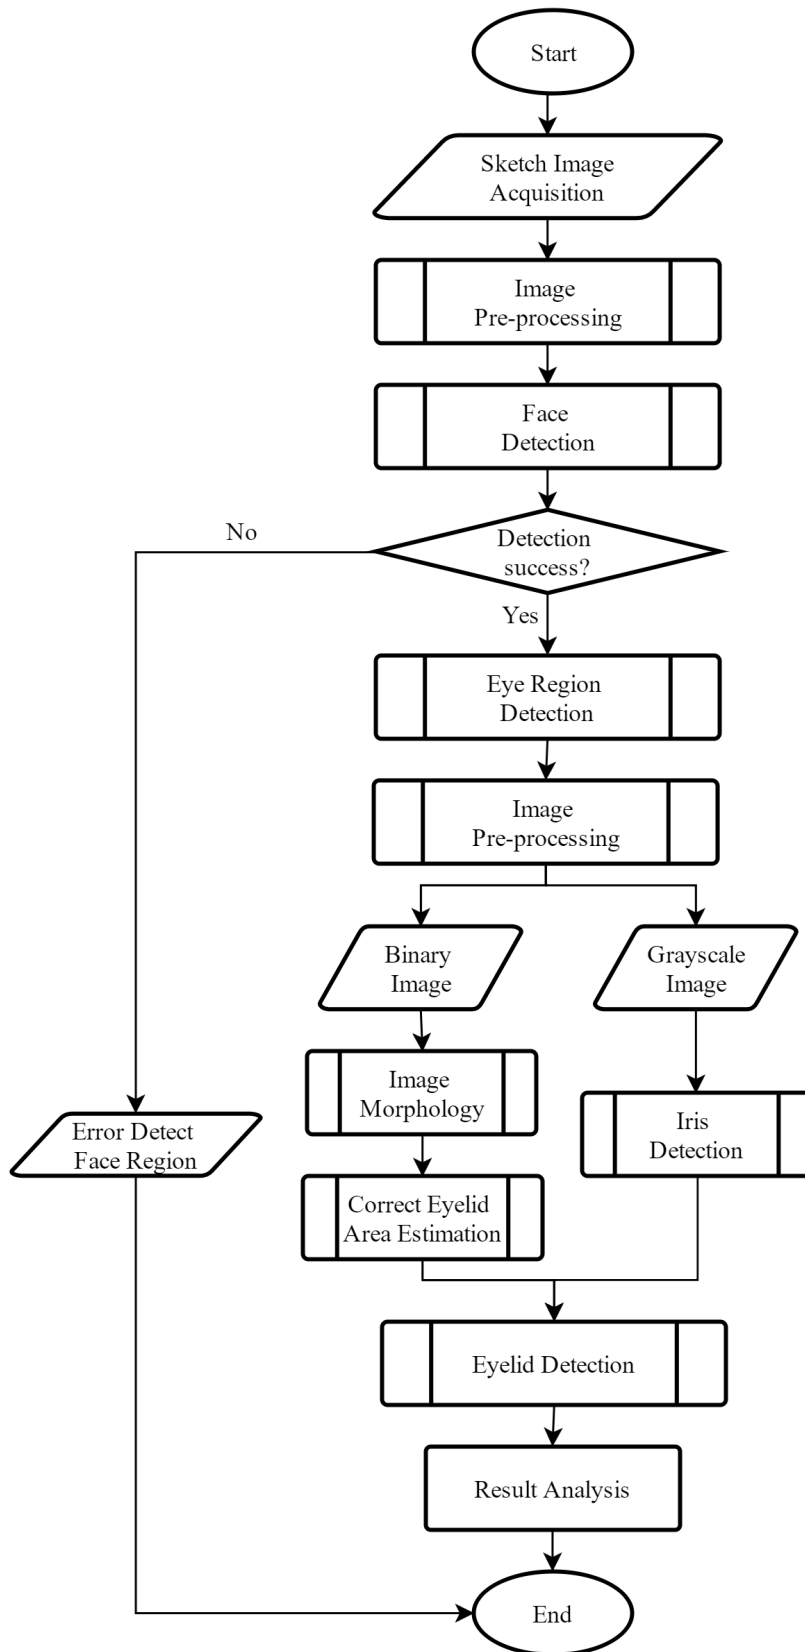 Start
Sketch Image
Acquisition
Image
Pre-processing
Face
Detection
No
Detection
success?
Yes
Eye Region
Detection
Image
Pre-processing
Binary
Image
Grayscale
Image
Image
Morphology
Error Detect
Face Region
Iris
Detection
Correct Eyelid
Area Estimation
Eyelid Detection
Result Analysis
End